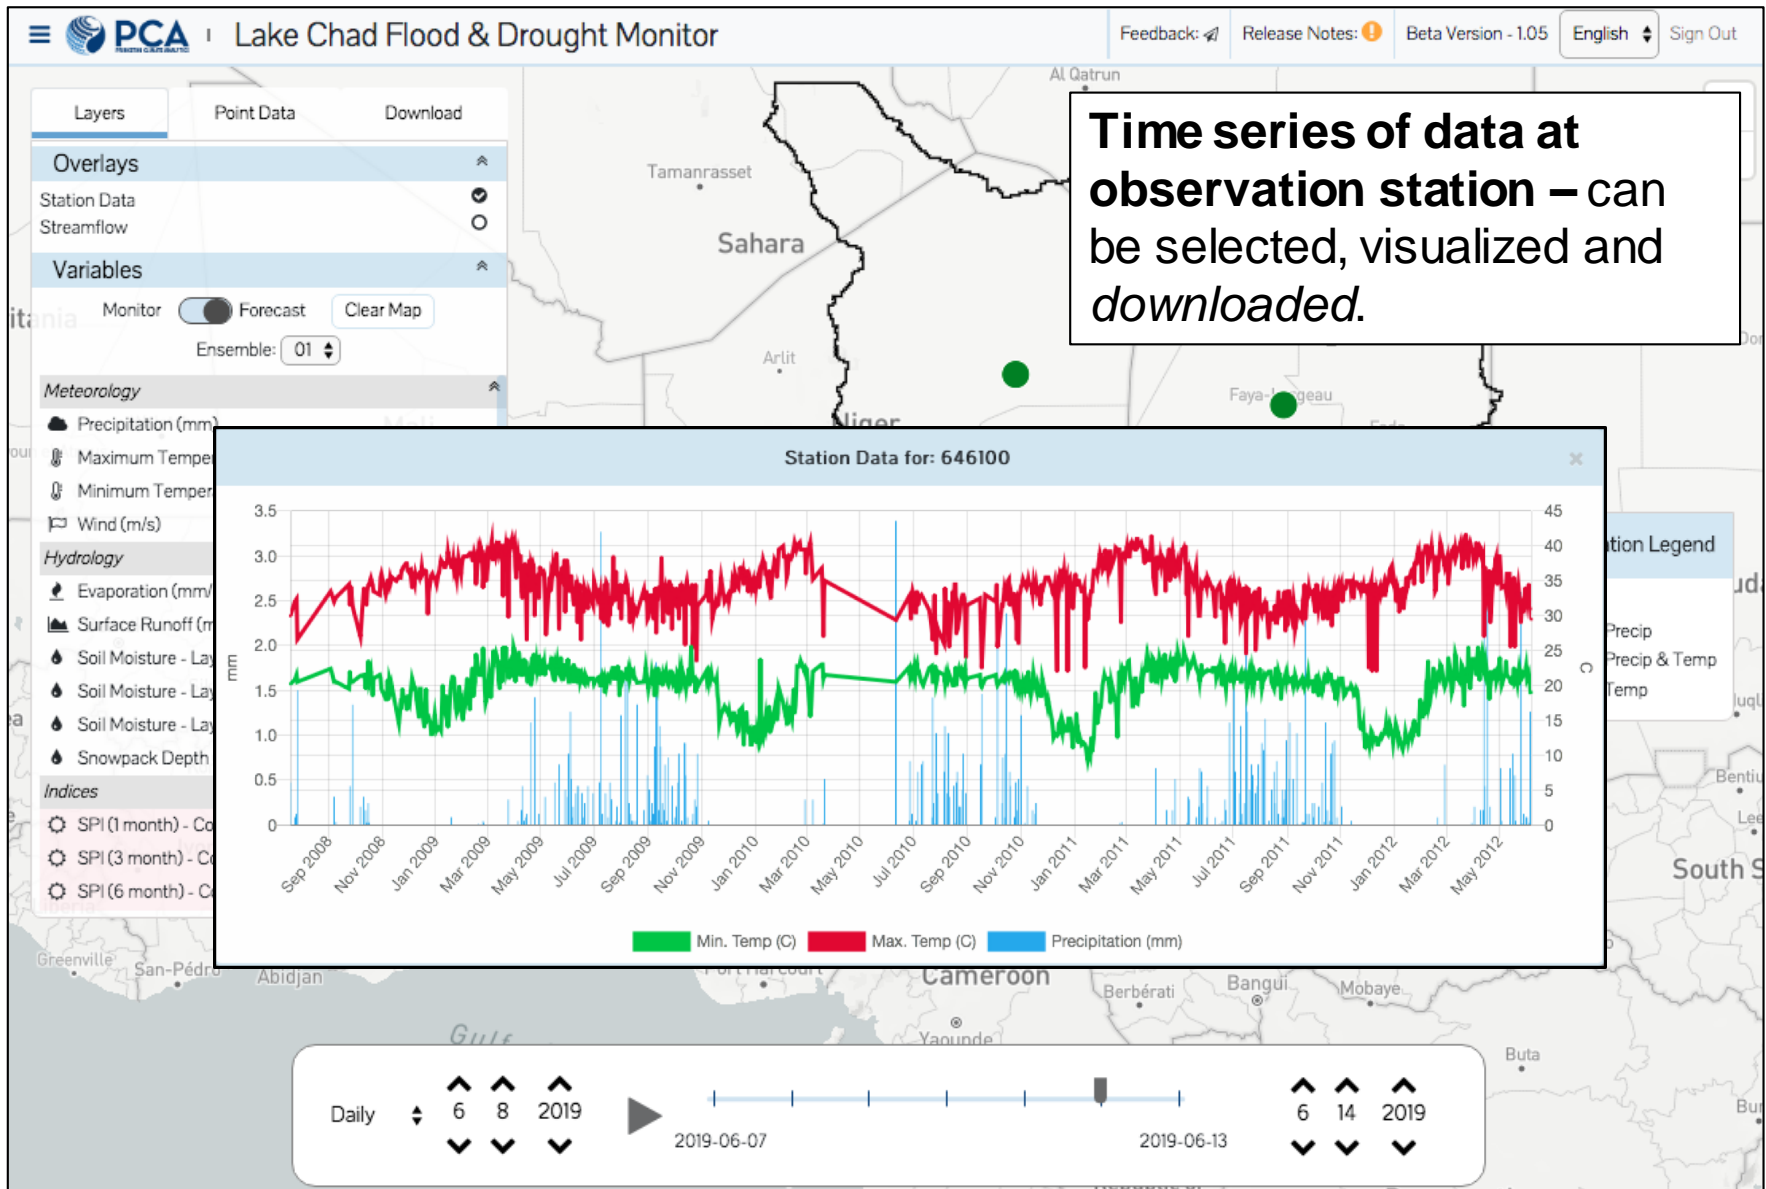 PCA
Lake Chad Flood & Drought Monitor
Feedback:
Release Notes:
Beta Version - 1.05
English
Sign Out
Layers
Point Data
Download
Overlays
Station Data
Streamflow
Variables
Monitor
Forecast
Clear Map
Ensemble: 01
Meteorology
Precipitation (mm)
Maximum Temper
Minimum Temper
Wind (m/s)
Hydrology
Evaporation (mm/
Surface Runoff (m
Soil Moisture - Lay
Soil Moisture - Lay
Soil Moisture - Lay
Snowpack Depth
Indices
SPI (1 month) - Co
SPI (3 month) - Co
SPI (6 month) - Co
Al Qatrun
Tamanrasset
Sahara
Arlit
Niger
Time series of data at
observation station – can
be selected, visualized and
downloaded.
Station Data for: 646100
mm
3.5
3.0
2.5
2.0
1.5
1.0
0.5
0
45
40
35
30
25
20
15
10
5
0
C
Sep 2008
Nov 2008
Jan 2009
Mar 2009
May 2009
Jul 2009
Sep 2009
Nov 2009
Jan 2010
Mar 2010
May 2010
Jul 2010
Sep 2010
Nov 2010
Jan 2011
Mar 2011
May 2011
Jul 2011
Sep 2011
Nov 2011
Jan 2012
Mar 2012
May 2012
Min. Temp (C)
Max. Temp (C)
Precipitation (mm)
tion Legend
Precip
Precip & Temp
Temp
Bentiu
South S
Greenville
San-Pédro
Abidjan
Port Harcourt
Cameroon
Berbérati
Bangui
Mobaye
Gulf
Yaounde
Buta
Daily
6 8 2019
2019-06-07
2019-06-13
6 14 2019